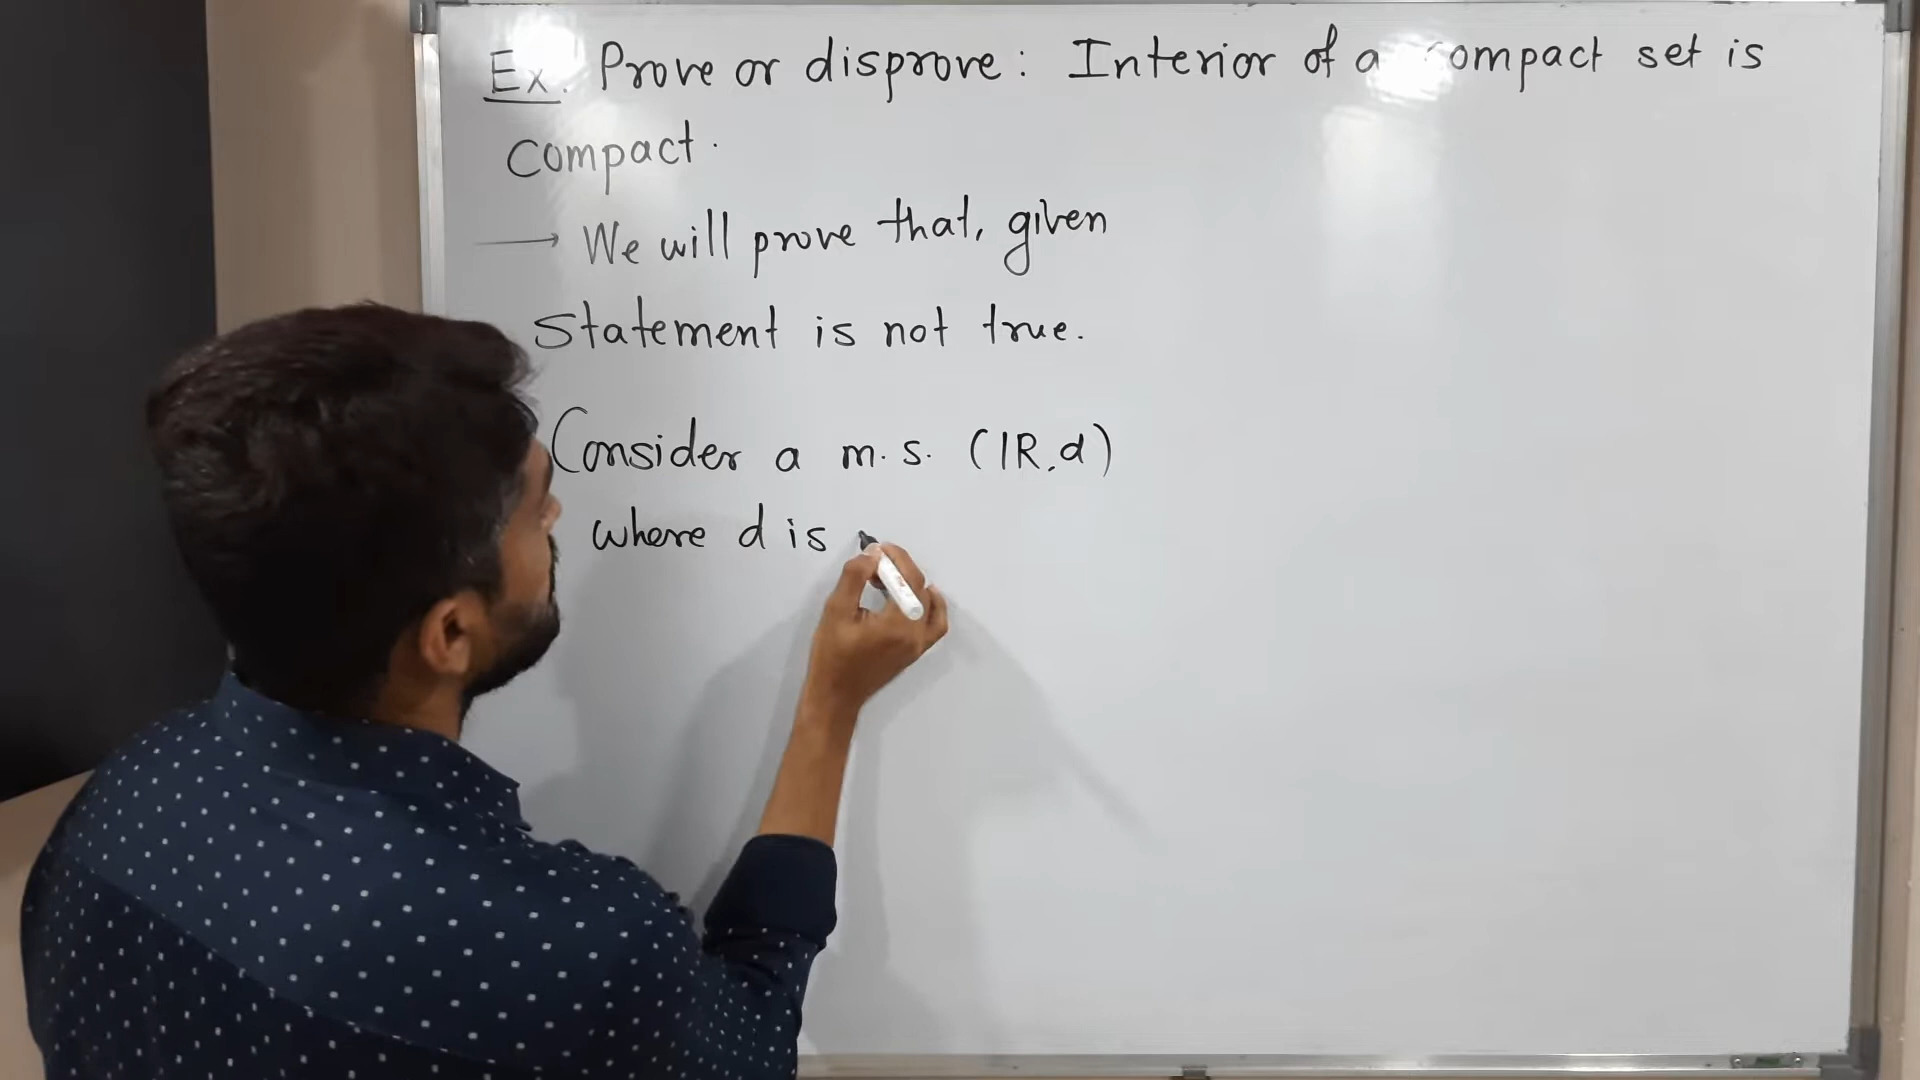 Ex. Prove or disprove : Interior of a compact set is
Compact.
→ We will prove that, given
Statement is not true.
Consider a m.s. (IR, d)
where d is